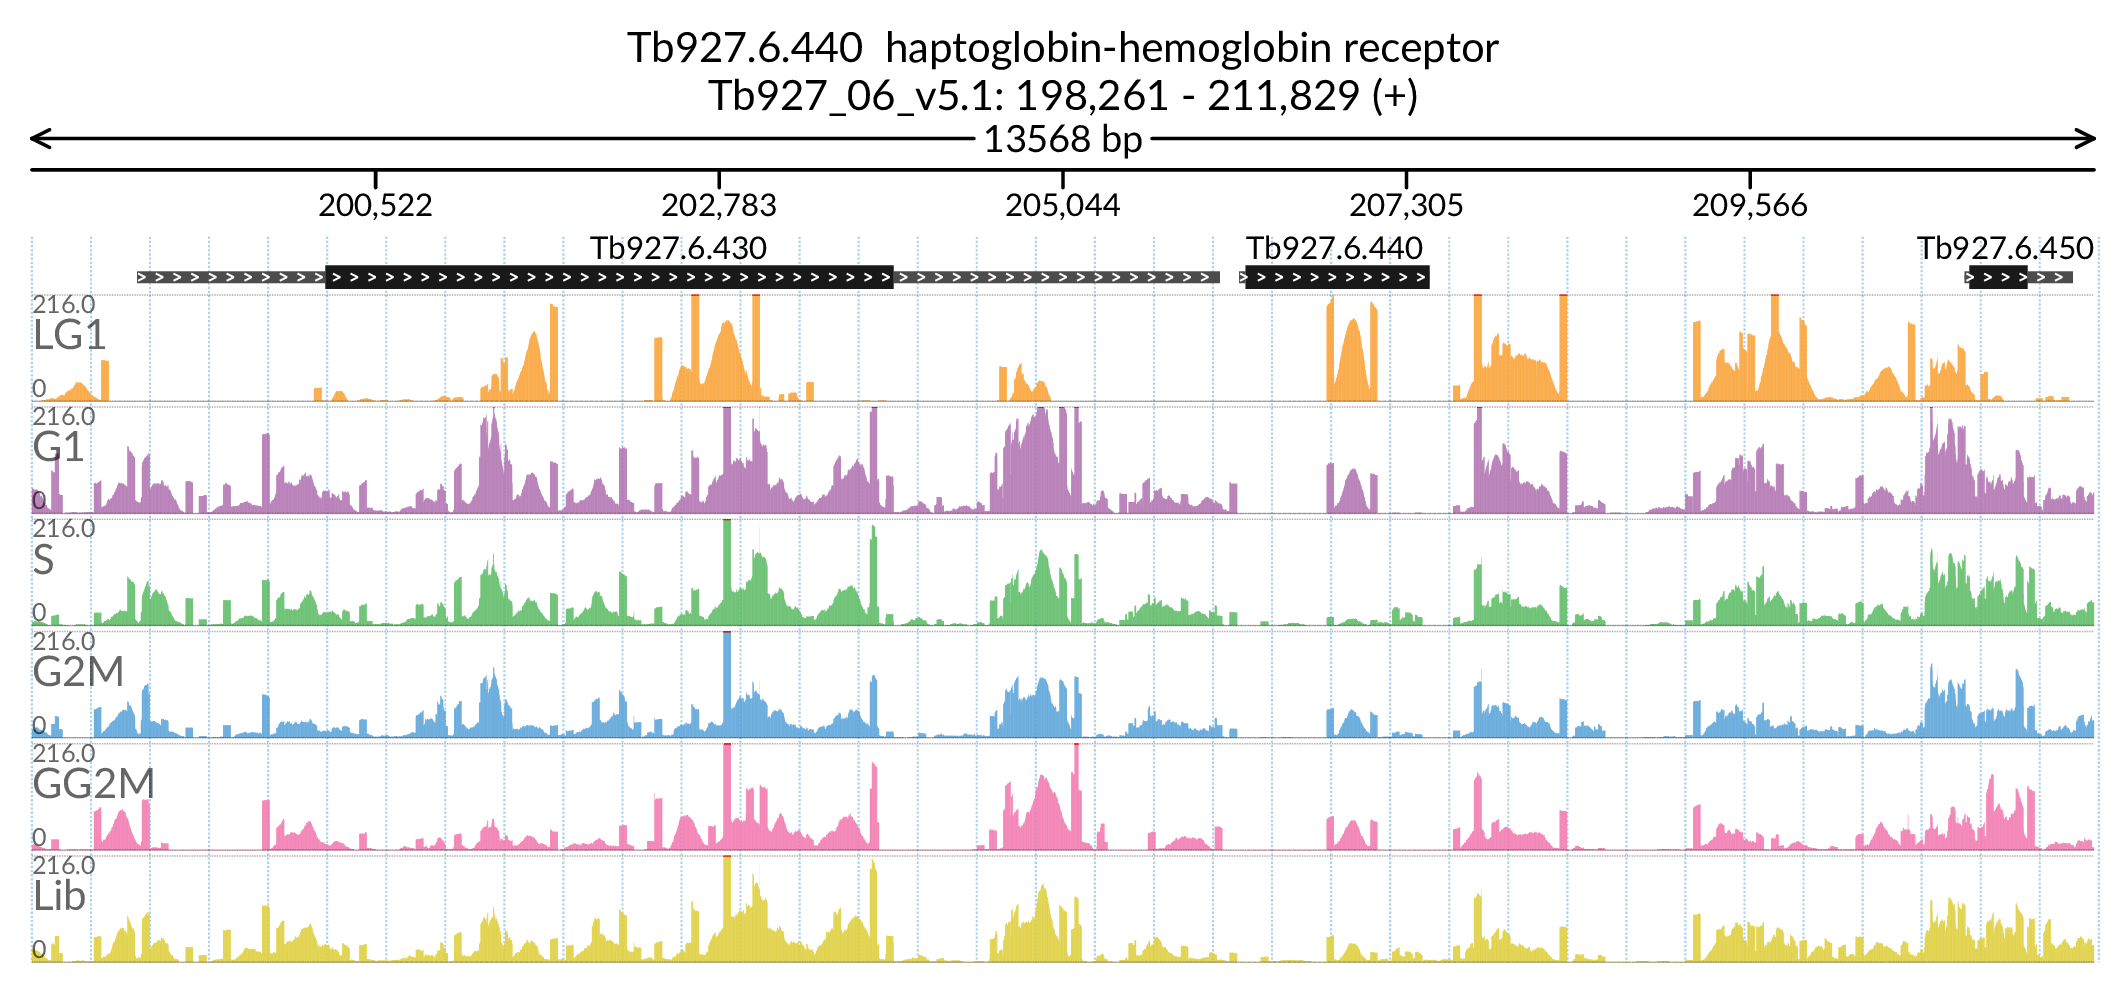 Tb927.6.440 haptoglobin-hemoglobin receptor
Tb927_06_v5.1: 198,261 - 211,829 (+)
13568 bp
200,522 202,783 205,044 207,305 209,566
Tb927.6.430 Tb927.6.440 Tb927.6.450
216.0
LG1
0
216.0
G1
0
216.0
S
0
216.0
G2M
0
216.0
GG2M
0
216.0
Lib
0